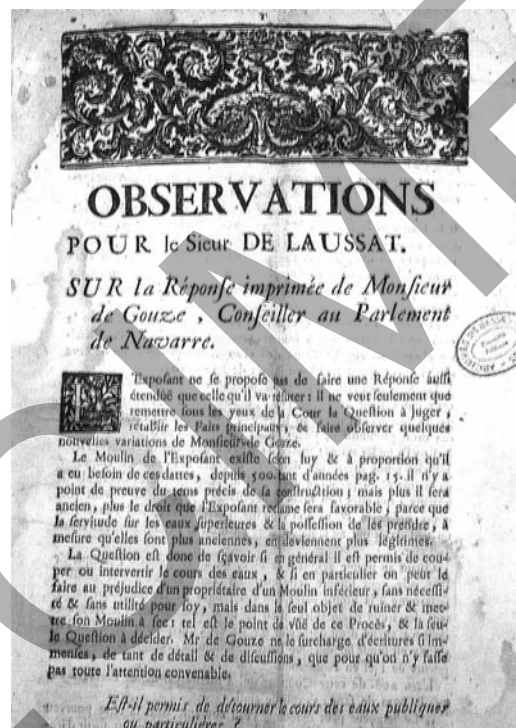 1
OBSERVATIONS
POUR le Sieur DE LAUSSAT.
SUR la Réponse imprimée de Monsieur
de Gouze, Conseiller au Parlement
de Navarre.
L'Exposant ne se propose pas de faire une Réponse aussi
étenduë que celle qu'il va réfuter : il ne veut seulement que
remettre sous les yeux de la Cour la Question à juger,
rétablir les Faits principaux, & faire observer quelques
nouvelles variations de Monsieur de Gouze.
Le Moulin de l'Exposant existe selon luy & à proportion qu'il
a eu besoin de ces dattes, depuis 500. tant d'années pag. 15. il n'y a
point de preuve du tems précis de sa construction ; mais plus il sera
ancien, plus le droit que l'Exposant réclame sera favorable, parce que
la servitude sur les eaux superieures & la possession de les prendre, à
mesure qu'elles sont plus anciennes, en deviennent plus légitimes.
La Question est donc de sçavoir si en général il est permis de cou-
per ou intervertir le cours des eaux, & si en particulier on peut le
faire au préjudice d'un propriétaire d'un Moulin inférieur, sans nécessi-
té & sans utilité pour soy, mais dans le seul objet de ruiner & met-
tre son Moulin à sec : tel est le point de vûë de ce Procés, & la seu-
le Question à décider. Mr de Gouze ne le surcharge d'écritures si im-
menses, de tant de détail & de discussions, que pour qu'on n'y fasse
pas toute l'attention convenable.
Est-il permis de détourner le cours des eaux publiques
ou particuliéres ?